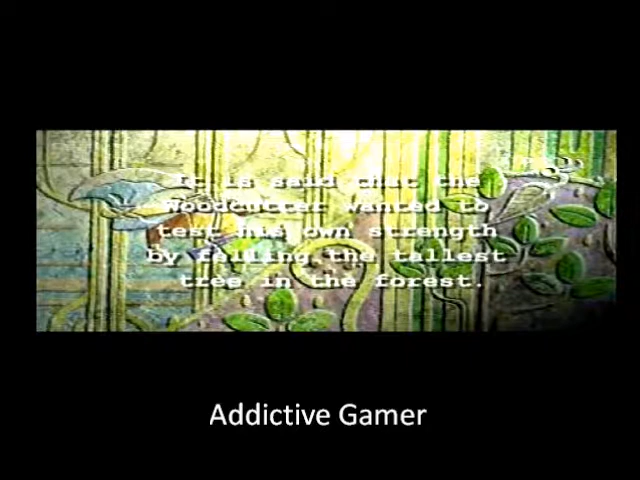 It is said that the
Woodcutter wanted to
test his own strength
by felling the tallest
tree in the forest.
Addictive Gamer